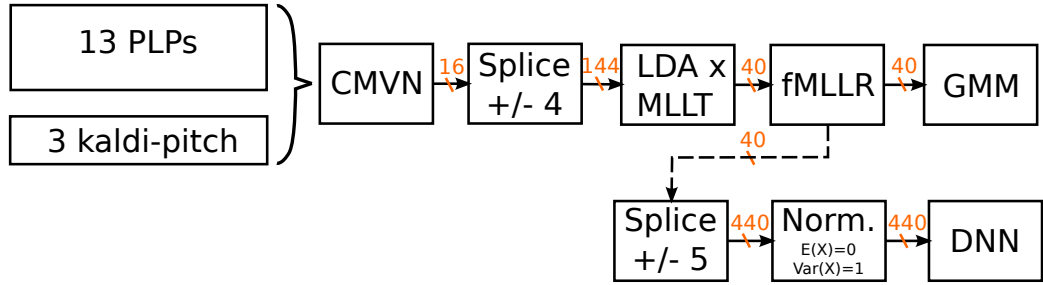 13 PLPs
3 kaldi-pitch
CMVN
16
Splice
+/- 4
144
LDA x
MLLT
40
fMLLR
40
GMM
40
Splice
+/- 5
440
Norm.
E(X)=0
Var(X)=1
440
DNN